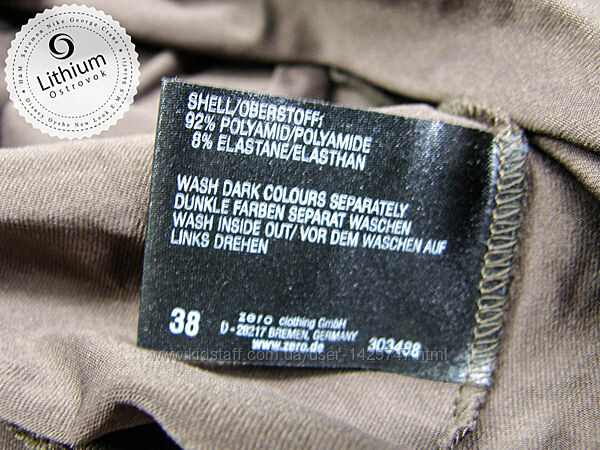 Lithium
Ostrovok
SHELL/OBERSTOFF:
92% POLYAMID/POLYAMIDE
8% ELASTANE/ELASTHAN
WASH DARK COLOURS SEPARATELY
DUNKLE FARBEN SEPARAT WASCHEN
WASH INSIDE OUT/ VOR DEM WASCHEN AUF
LINKS DREHEN
38
zero clothing GmbH
D-28217 BREMEN, GERMANY
www.zero.de
303488
www.kidstaff.com.ua/user-1429747.html